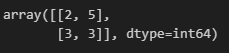 array([[2, 5],
       [3, 3]], dtype=int64)